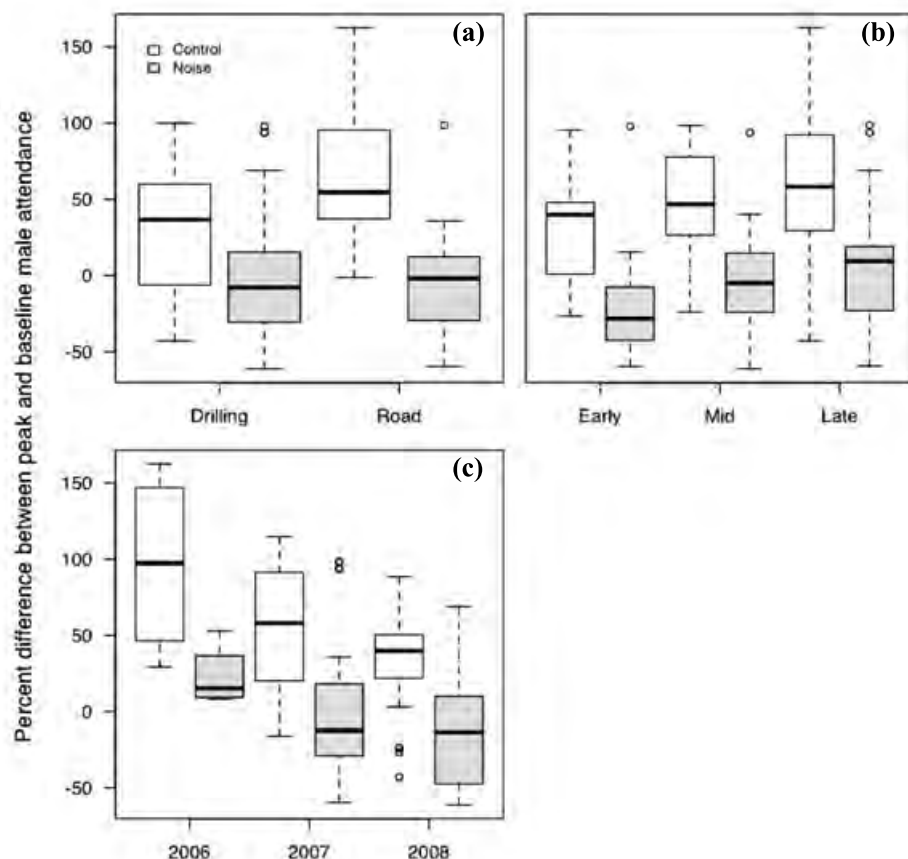 Percent difference between peak and baseline male attendance
(a)
Control
Noise
150
100
50
0
-50
Drilling Road
(b)
Early Mid Late
(c)
150
100
50
0
-50
2006 2007 2008